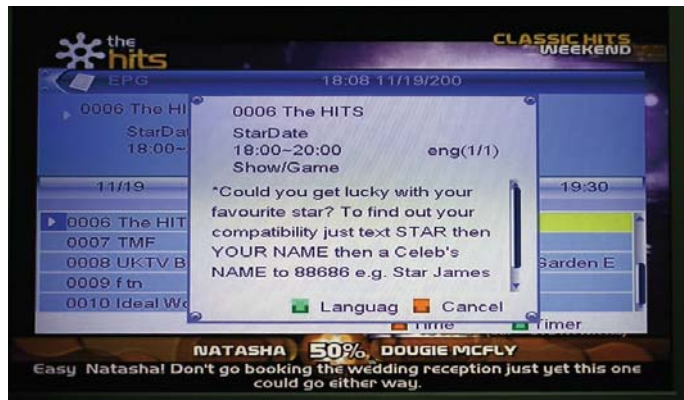 the
hits
CLASSIC HITS
WEEKEND
EPG 18:08 11/19/200
0006 The HI
StarDat
18:00~
0006 The HITS
StarDate
18:00~20:00 eng(1/1)
Show/Game
*Could you get lucky with your
favourite star? To find out your
compatibility just text STAR then
YOUR NAME then a Celeb's
NAME to 88686 e.g. Star James
Languag Cancel
11/19 19:30
0006 The HIT
0007 TMF
0008 UKTV B
0009 ftn
0010 Ideal Wo
Garden E
Time Timer
NATASHA 50% DOUGIE MCFLY
Easy Natasha! Don't go booking the wedding reception just yet this one
could go either way.